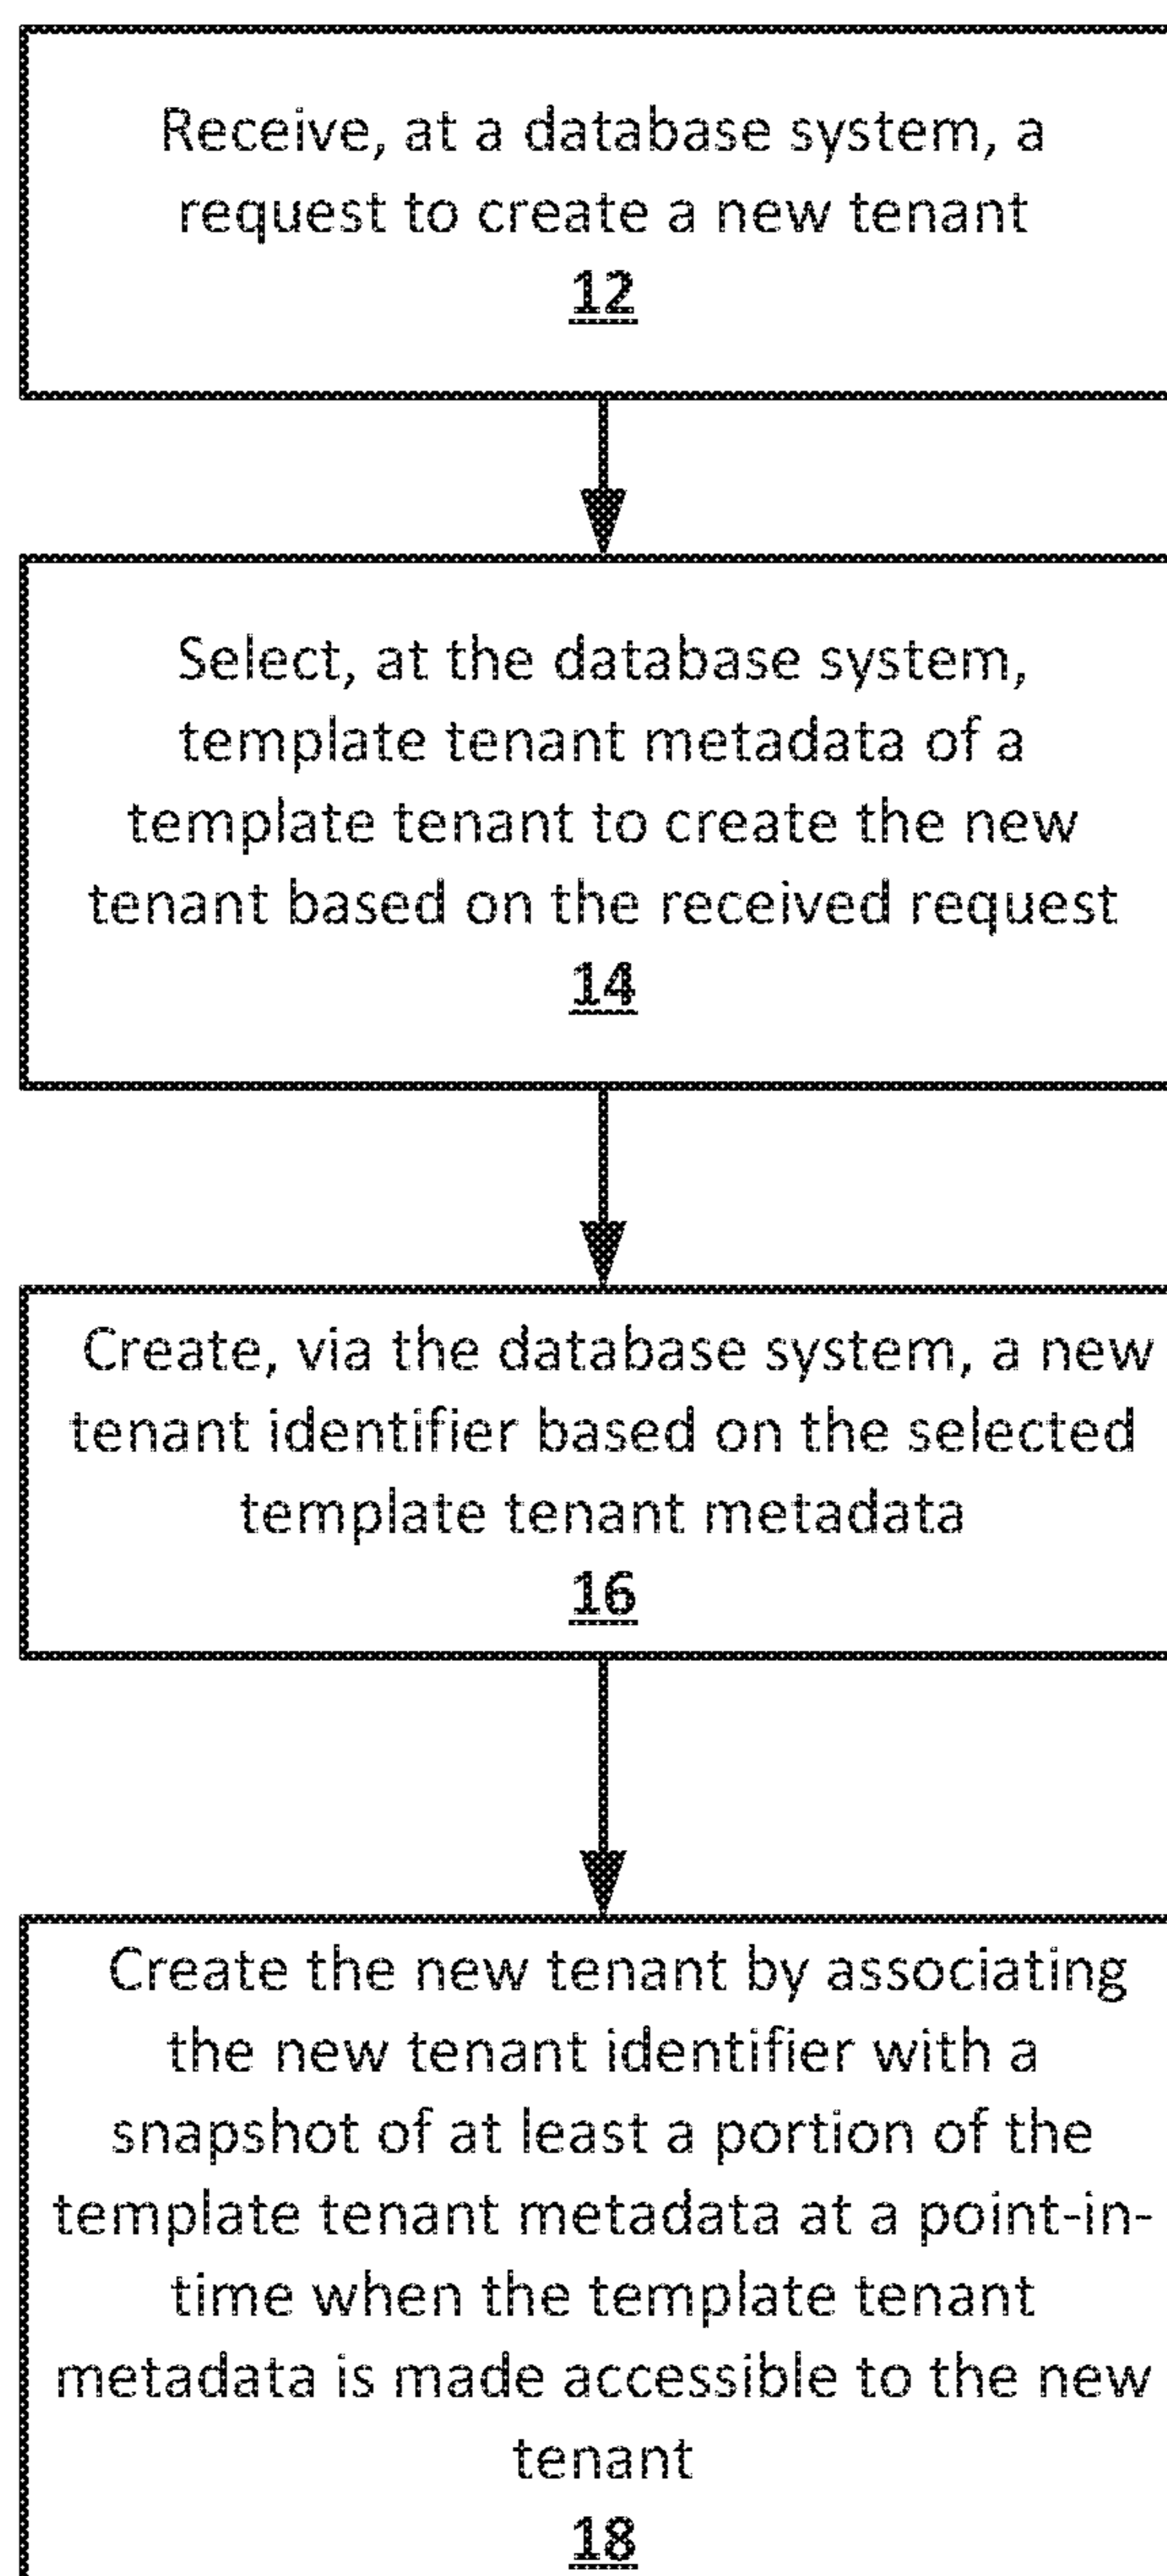 Receive, at a database system, a
request to create a new tenant
12
Select, at the database system,
template tenant metadata of a
template tenant to create the new
tenant based on the received request
14
Create, via the database system, a new
tenant identifier based on the selected
template tenant metadata
16
Create the new tenant by associating
the new tenant identifier with a
snapshot of at least a portion of the
template tenant metadata at a point-in-
time when the template tenant
metadata is made accessible to the new
tenant
18